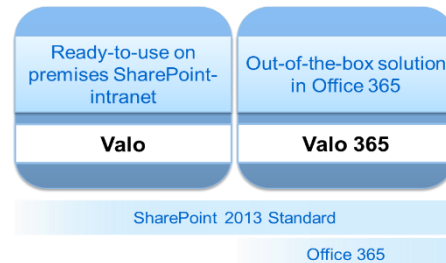 Ready-to-use on
premises SharePoint-
intranet
Valo
Out-of-the-box solution
in Office 365
Valo 365
SharePoint 2013 Standard
Office 365